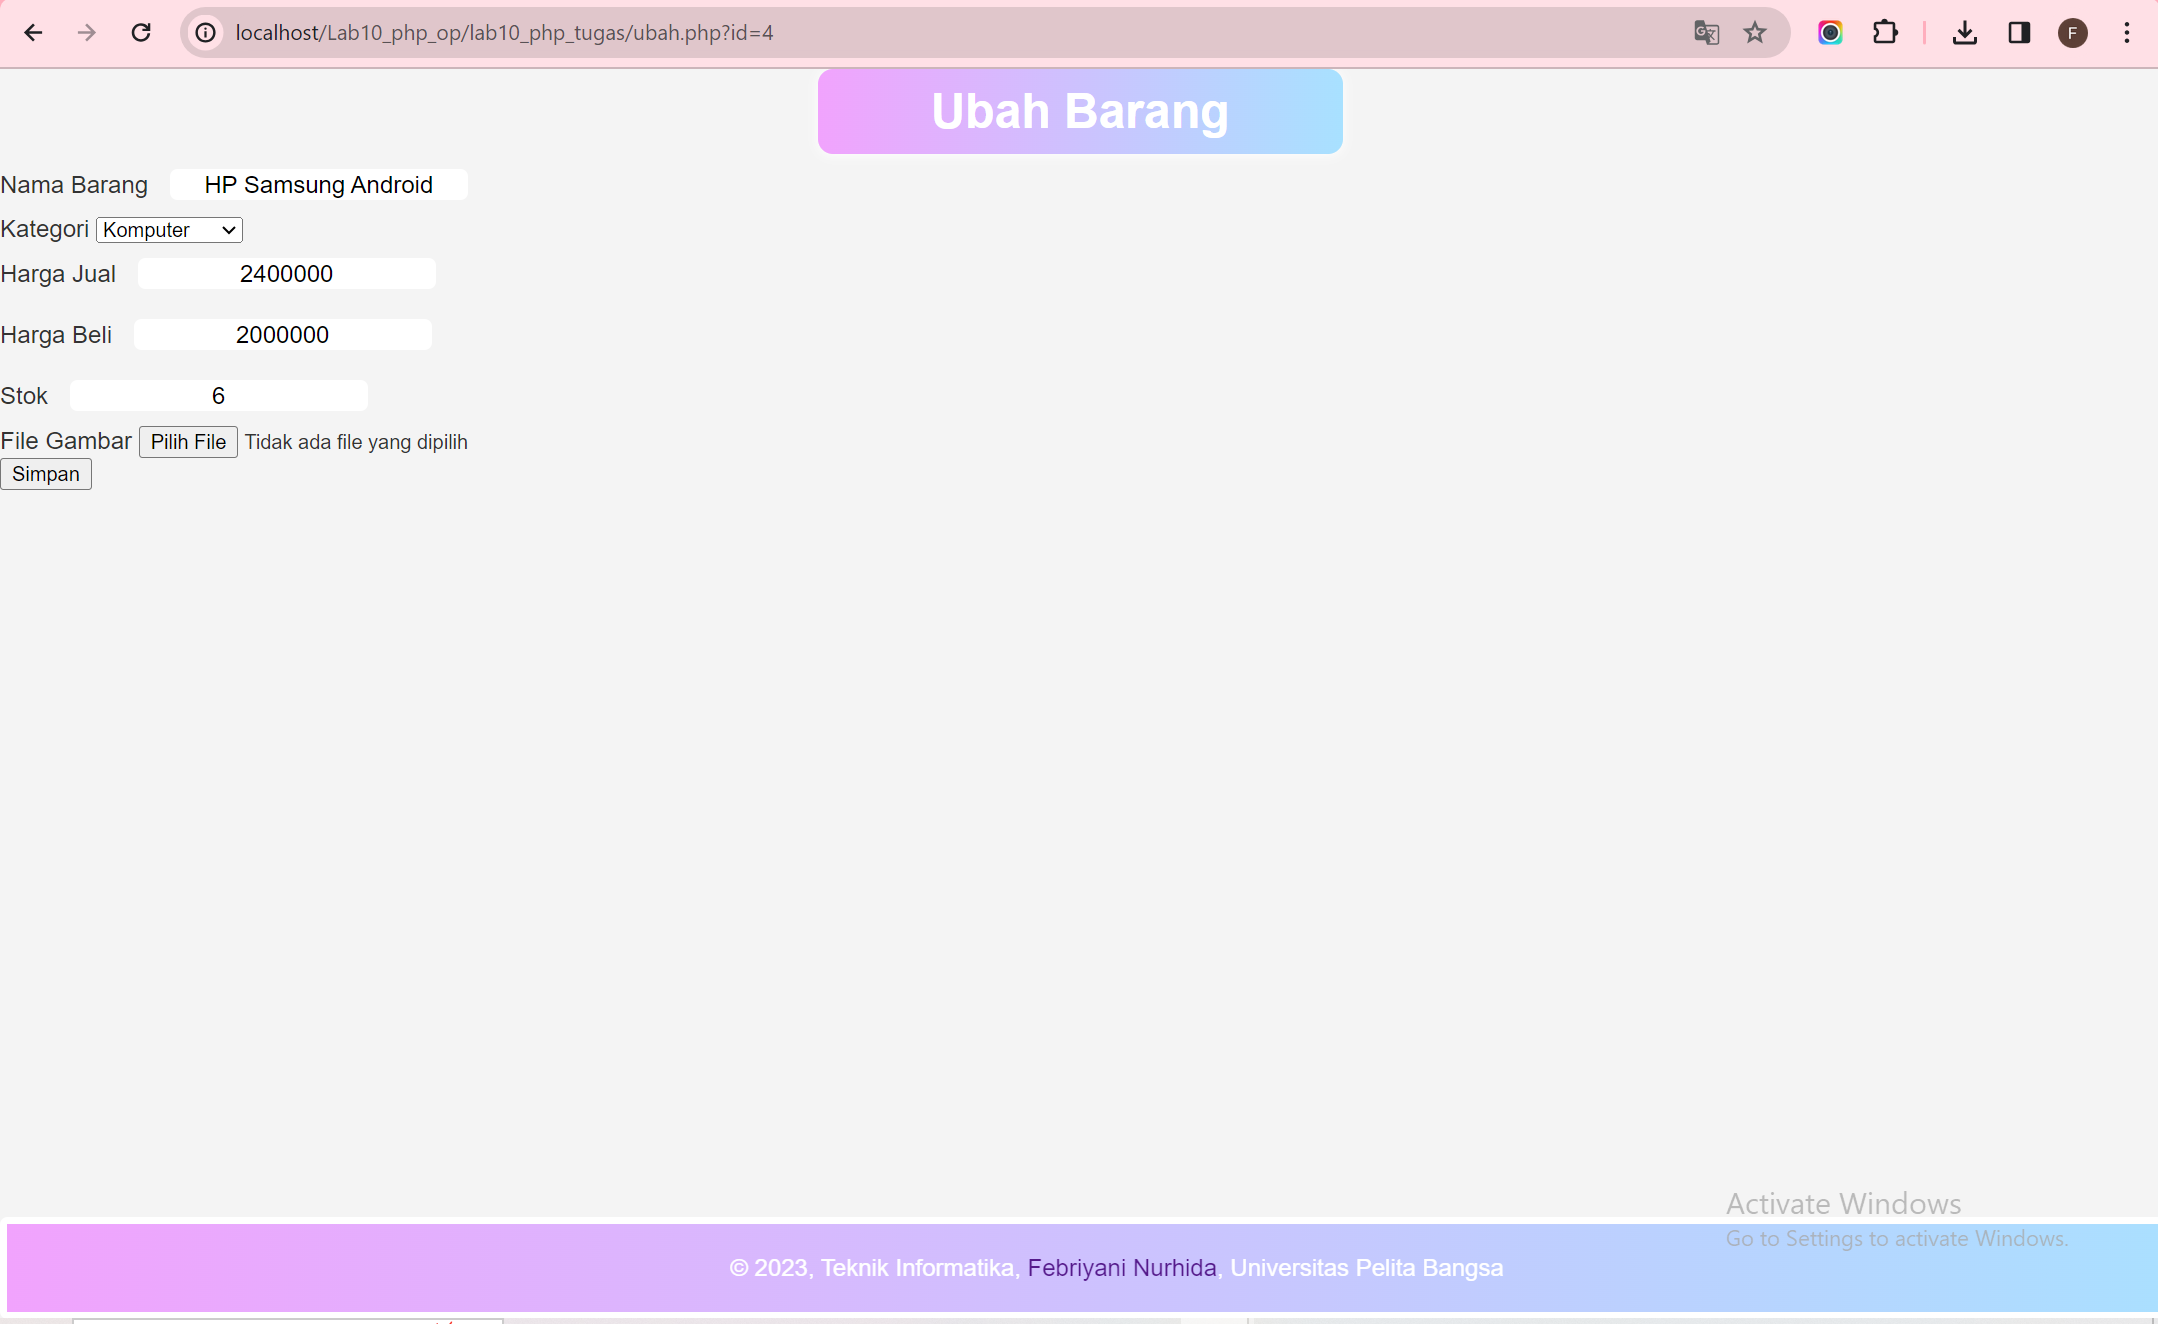 localhost/Lab10_php_op/lab10_php_tugas/ubah.php?id=4
F
Ubah Barang
Nama Barang HP Samsung Android
Kategori Komputer
Harga Jual 2400000
Harga Beli 2000000
Stok 6
File Gambar Pilih File Tidak ada file yang dipilih
Simpan
Activate Windows
Go to Settings to activate Windows.
© 2023, Teknik Informatika, Febriyani Nurhida, Universitas Pelita Bangsa